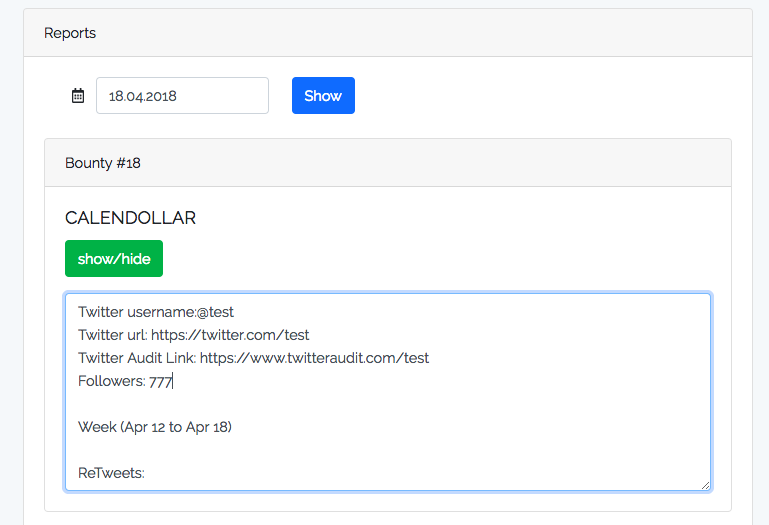 Reports
18.04.2018
Show
Bounty #18
CALENDOLLAR
show/hide
Twitter username:@test
Twitter url: https://twitter.com/test
Twitter Audit Link: https://www.twitteraudit.com/test
Followers: 777
Week (Apr 12 to Apr 18)
ReTweets: